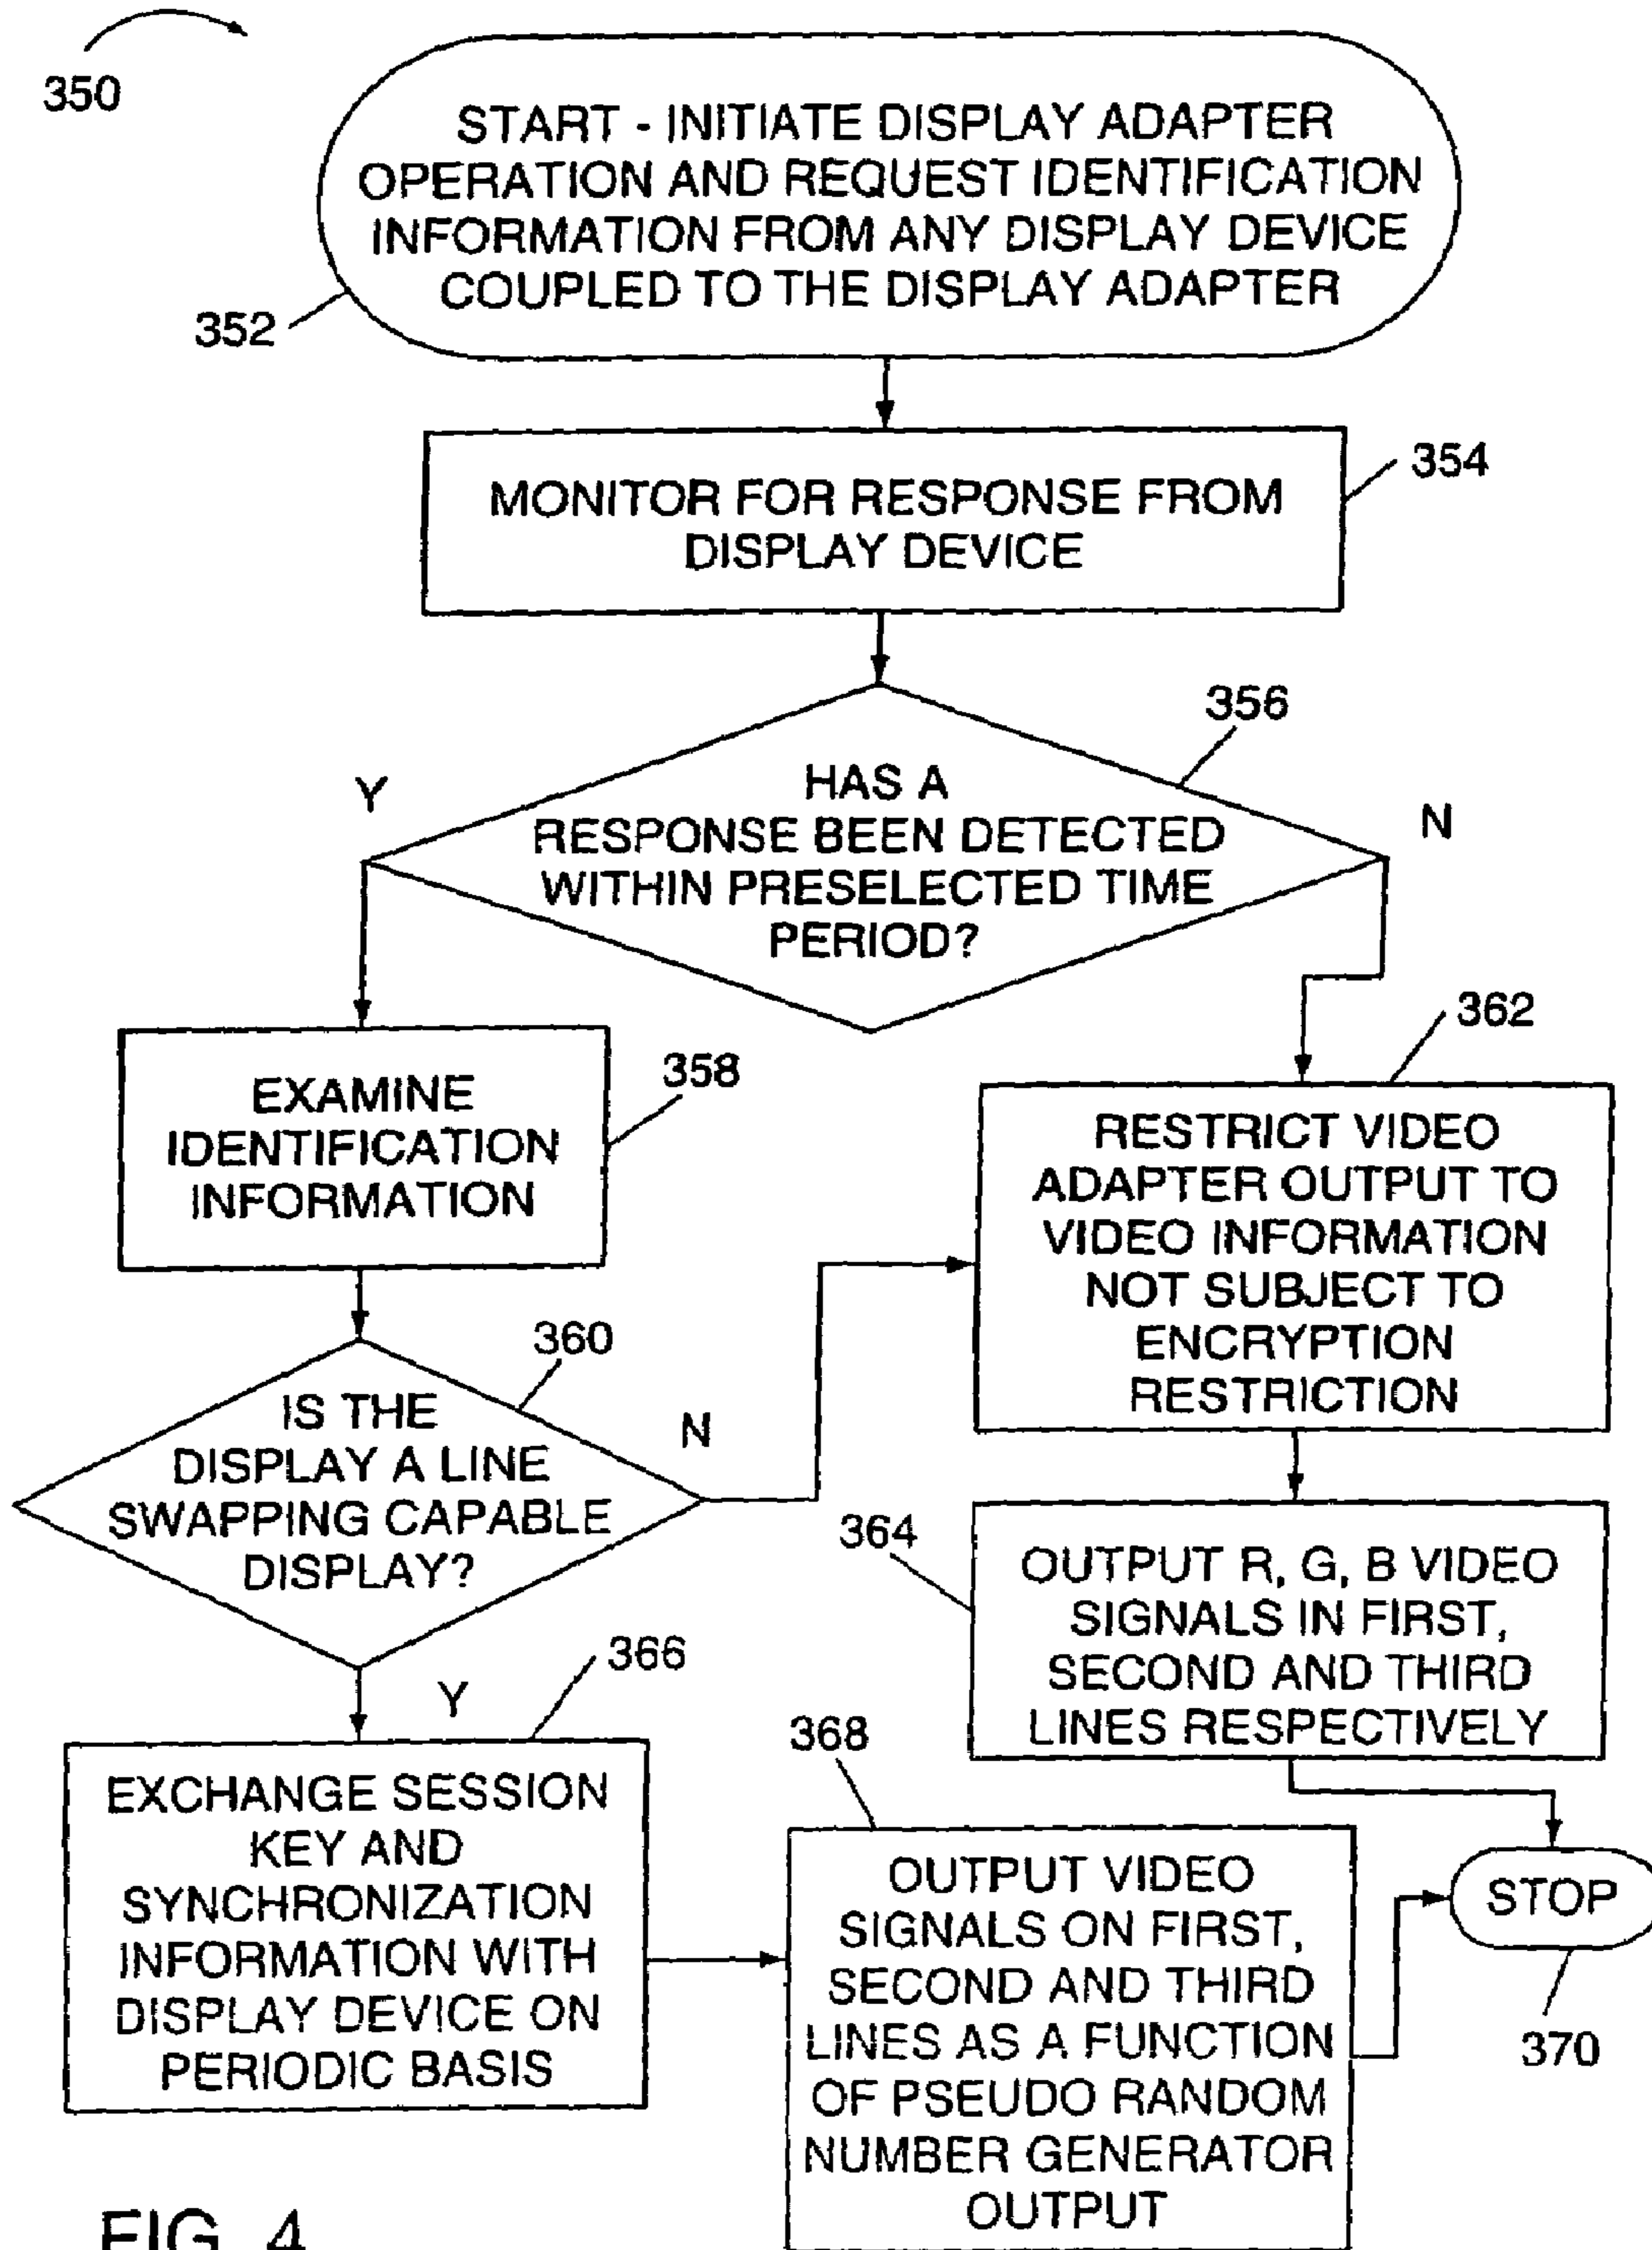 350
START - INITIATE DISPLAY ADAPTER
OPERATION AND REQUEST IDENTIFICATION
INFORMATION FROM ANY DISPLAY DEVICE
COUPLED TO THE DISPLAY ADAPTER
352
MONITOR FOR RESPONSE FROM
DISPLAY DEVICE
354
356
HAS A
RESPONSE BEEN DETECTED
WITHIN PRESELECTED TIME
PERIOD?
Y
N
EXAMINE
IDENTIFICATION
INFORMATION
358
362
RESTRICT VIDEO
ADAPTER OUTPUT TO
VIDEO INFORMATION
NOT SUBJECT TO
ENCRYPTION
RESTRICTION
360
IS THE
DISPLAY A LINE
SWAPPING CAPABLE
DISPLAY?
N
Y
364
OUTPUT R, G, B VIDEO
SIGNALS IN FIRST,
SECOND AND THIRD
LINES RESPECTIVELY
366
EXCHANGE SESSION
KEY AND
SYNCHRONIZATION
INFORMATION WITH
DISPLAY DEVICE ON
PERIODIC BASIS
368
OUTPUT VIDEO
SIGNALS ON FIRST,
SECOND AND THIRD
LINES AS A FUNCTION
OF PSEUDO RANDOM
NUMBER GENERATOR
OUTPUT
STOP
370
FIG. 4